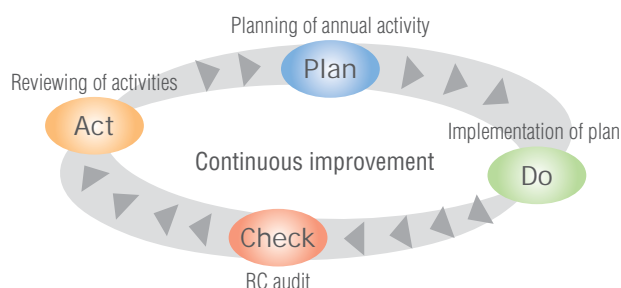 Planning of annual activity
Plan
Reviewing of activities
Act
Implementation of plan
Continuous improvement
Do
Check
RC audit